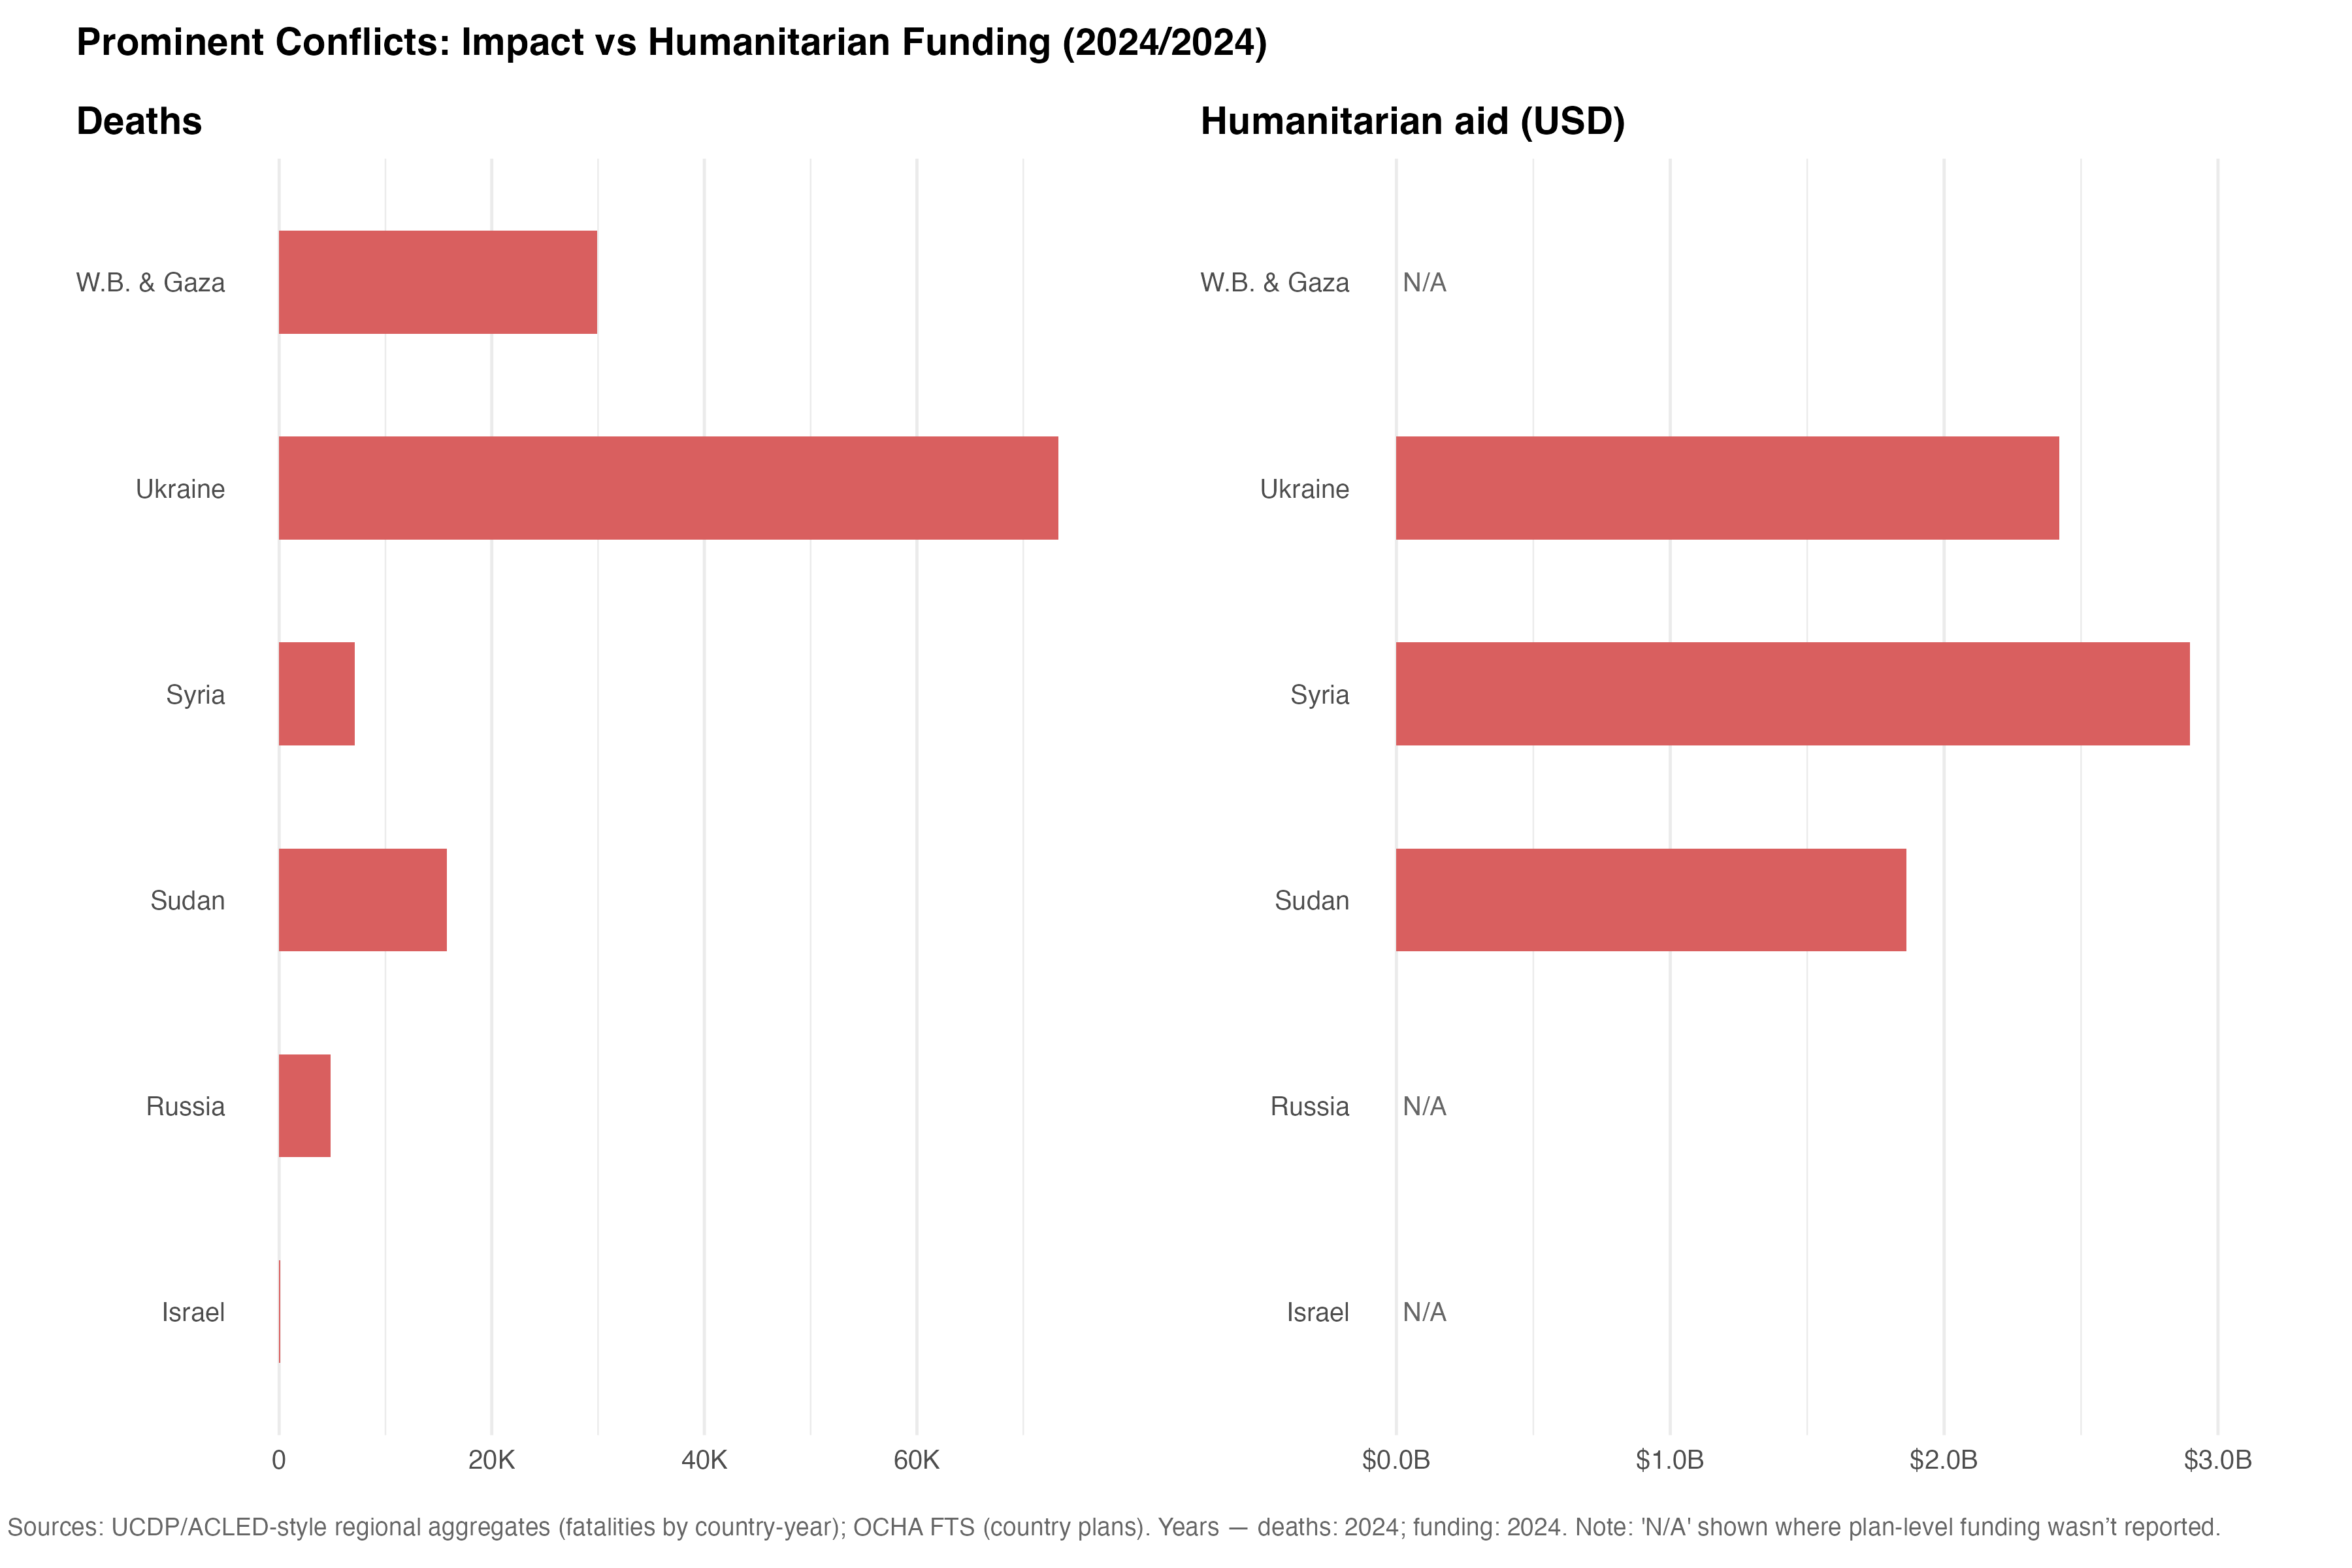 Prominent Conflicts: Impact vs Humanitarian Funding (2024/2024)
Deaths
W.B. & Gaza
Ukraine
Syria
Sudan
Russia
Israel
0 20K 40K 60K
Humanitarian aid (USD)
W.B. & Gaza N/A
Ukraine
Syria
Sudan
Russia N/A
Israel N/A
$0.0B $1.0B $2.0B $3.0B
Sources: UCDP/ACLED-style regional aggregates (fatalities by country-year); OCHA FTS (country plans). Years — deaths: 2024; funding: 2024. Note: 'N/A' shown where plan-level funding wasn’t reported.